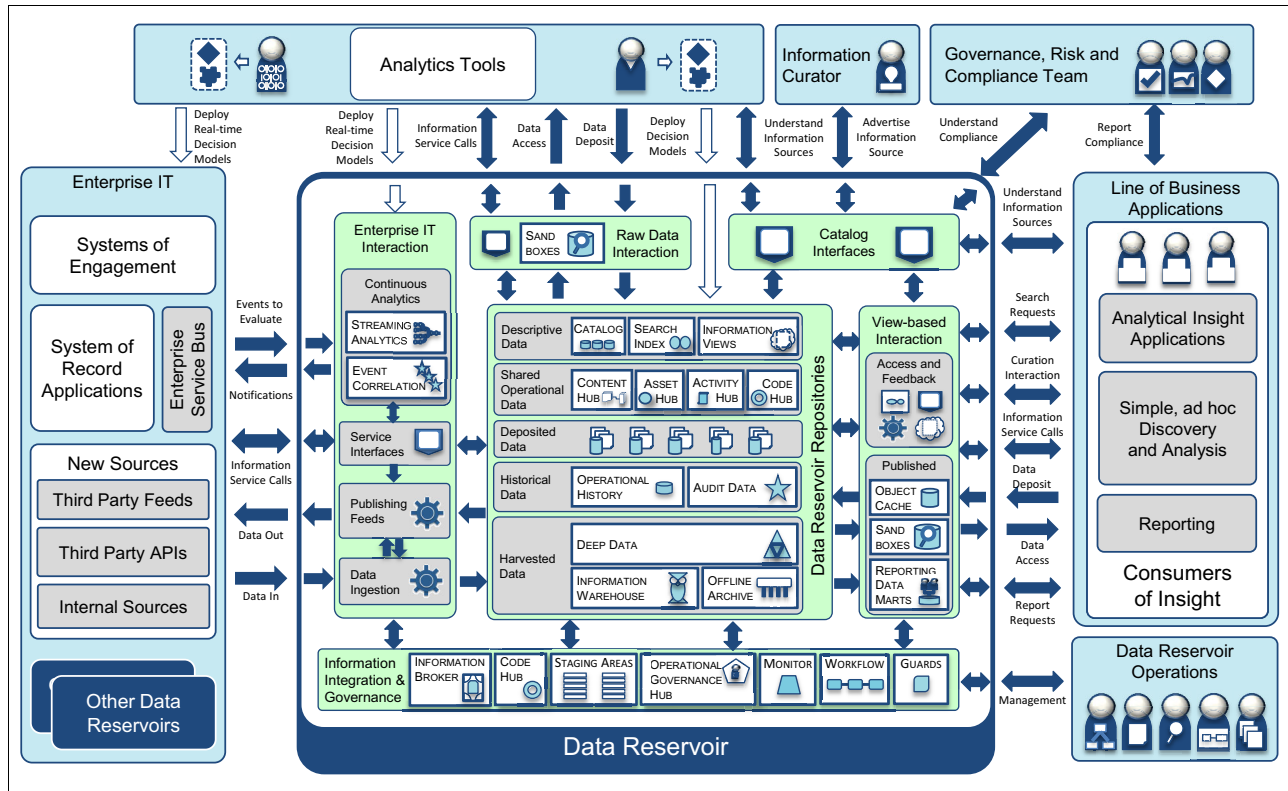 Analytics Tools
Information
Curator
Governance, Risk and
Compliance Team
Deploy
Real-time
Decision
Models
Deploy
Real-time
Decision
Models
Information
Service Calls
Data
Access
Data
Deposit
Deploy
Decision
Models
Understand
Information
Sources
Advertise
Information
Source
Understand
Compliance
Report
Compliance
Enterprise IT
Systems of
Engagement
System of
Record
Applications
Enterprise
Service Bus
New Sources
Third Party Feeds
Third Party APIs
Internal Sources
Other Data
Reservoirs
Events to
Evaluate
Notifications
Information
Service Calls
Data Out
Data In
Enterprise IT
Interaction
Continuous
Analytics
STREAMING
ANALYTICS
EVENT
CORRELATION
Service
Interfaces
Publishing
Feeds
Data
Ingestion
SAND
BOXES
Raw Data
Interaction
Catalog
Interfaces
Descriptive
Data
CATALOG
SEARCH
INDEX
INFORMATION
VIEWS
Shared
Operational
Data
CONTENT
HUB
ASSET
HUB
ACTIVITY
HUB
CODE
HUB
Deposited
Data
Historical
Data
OPERATIONAL
HISTORY
AUDIT DATA
Harvested
Data
DEEP DATA
INFORMATION
WAREHOUSE
OFFLINE
ARCHIVE
Data Reservoir Repositories
View-based
Interaction
Access and
Feedback
Published
OBJECT
CACHE
SAND
BOXES
REPORTING
DATA
MARTS
Information
Integration &
Governance
INFORMATION
BROKER
CODE
HUB
STAGING AREAS
OPERATIONAL
GOVERNANCE
HUB
MONITOR
WORKFLOW
GUARDS
Data Reservoir
Understand
Information
Sources
Search
Requests
Curation
Interaction
Information
Service Calls
Data
Deposit
Data
Access
Report
Requests
Management
Line of Business
Applications
Analytical Insight
Applications
Simple, ad hoc
Discovery
and Analysis
Reporting
Consumers
of Insight
Data Reservoir
Operations